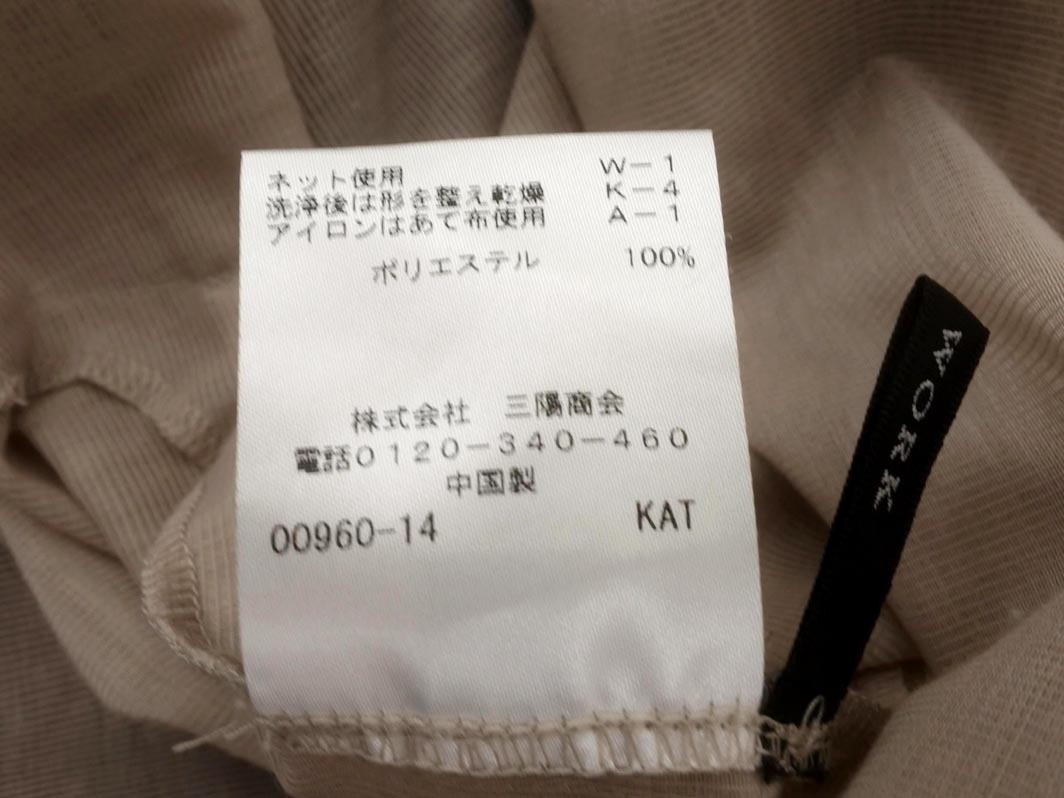 ネット使用 W－1
洗浄後は形を整え乾燥 K－4
アイロンはあて布使用 A－1
ポリエステル 100%
株式会社 三陽商会
電話0120－340－460
中国製
00960-14 KAT
WORK